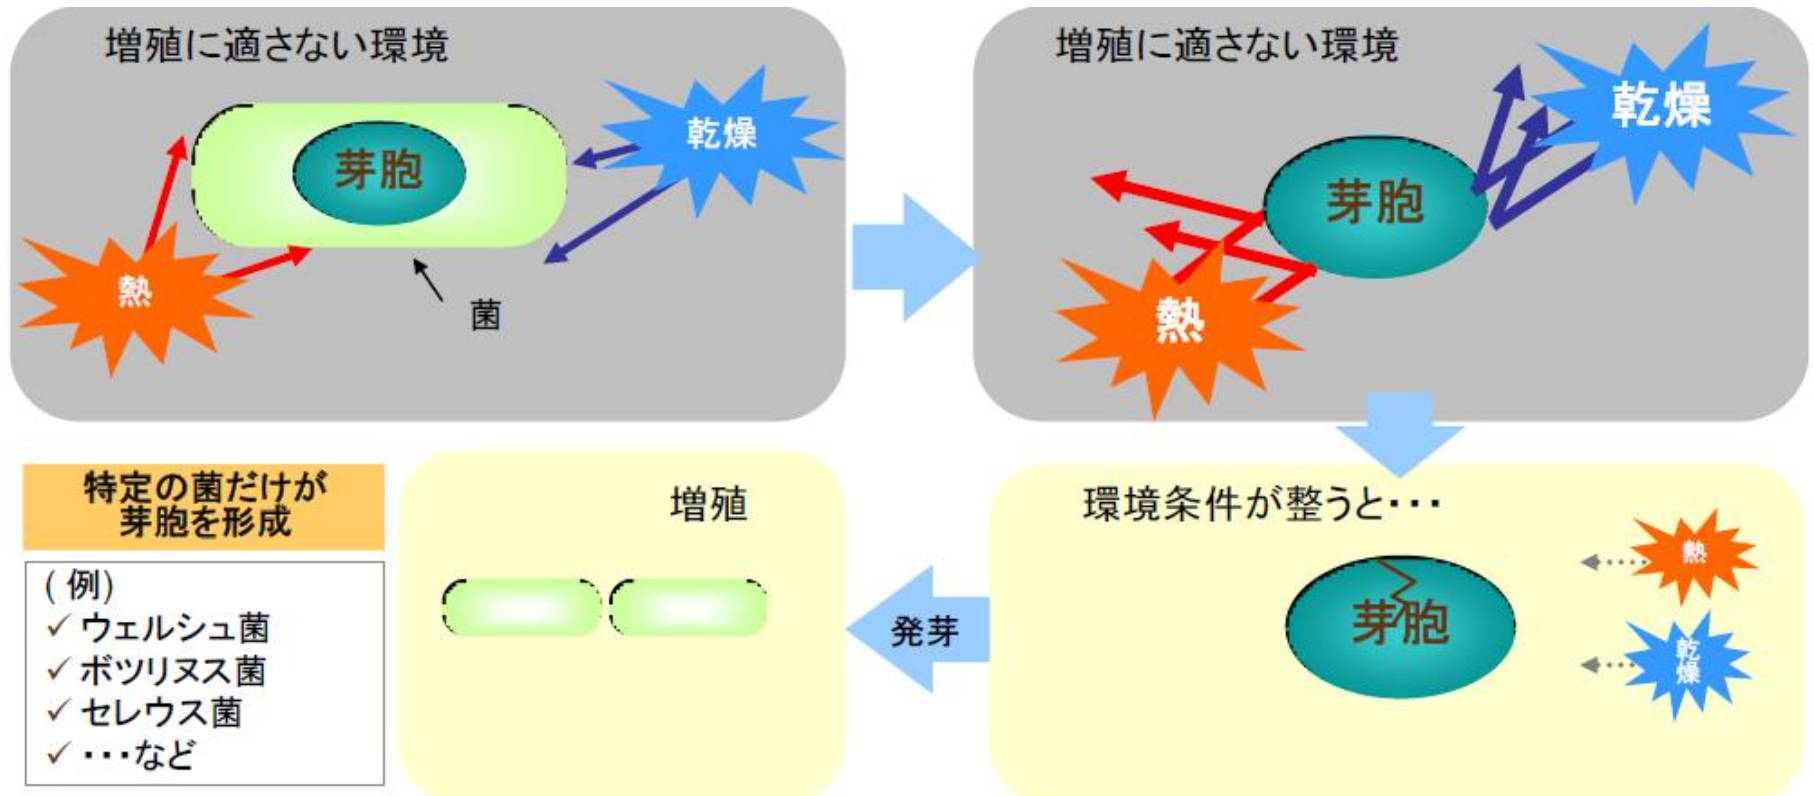 増殖に適さない環境
芽胞
乾燥
熱
菌
増殖に適さない環境
乾燥
芽胞
熱
環境条件が整うと・・・
熱
芽胞
乾燥
発芽
増殖
特定の菌だけが
芽胞を形成
(例)
✓ ウェルシュ菌
✓ ボツリヌス菌
✓ セレウス菌
✓ ・・・など